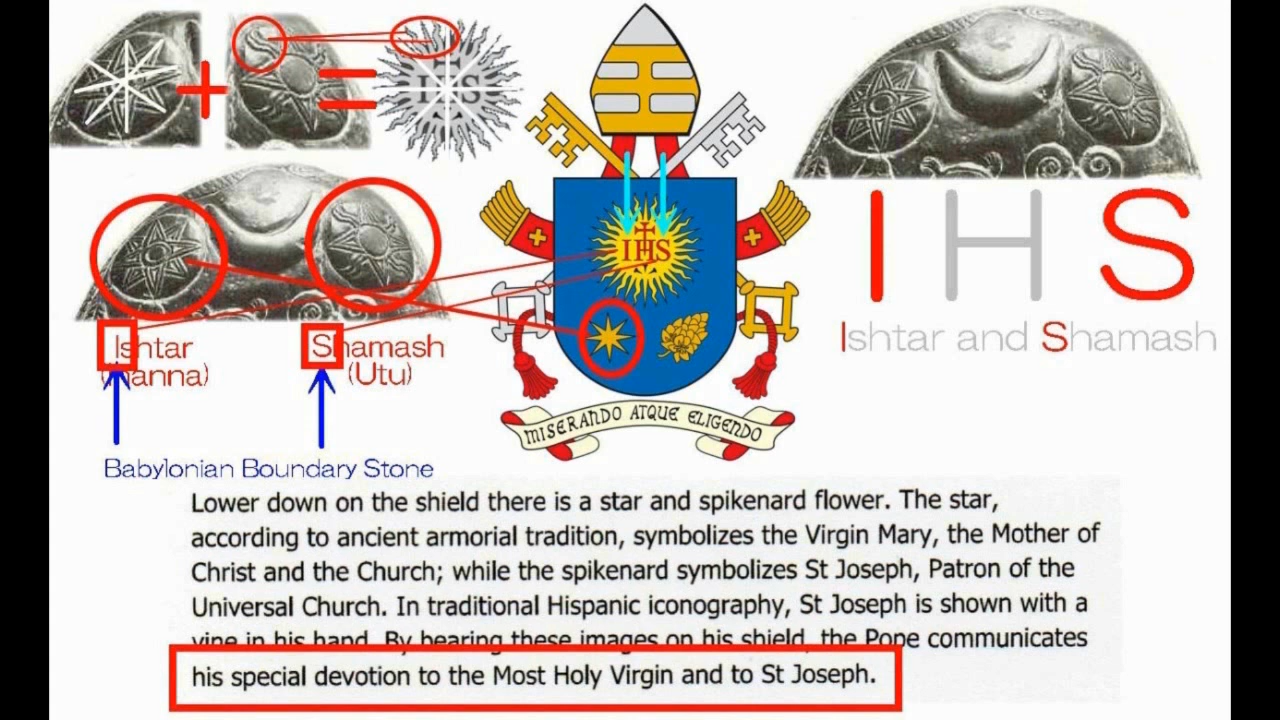 IHS
IHS
IHS
Ishtar and Shamash
Ishtar
Shamash
(Utu)
MISERANDO ATQUE ELIGENDO
Babylonian Boundary Stone
Lower down on the shield there is a star and spikenard flower. The star,
according to ancient armorial tradition, symbolizes the Virgin Mary, the Mother of
Christ and the Church; while the spikenard symbolizes St Joseph, Patron of the
Universal Church. In traditional Hispanic iconography, St Joseph is shown with a
vine in his hand. By bearing these images on his shield, the Pope communicates
his special devotion to the Most Holy Virgin and to St Joseph.